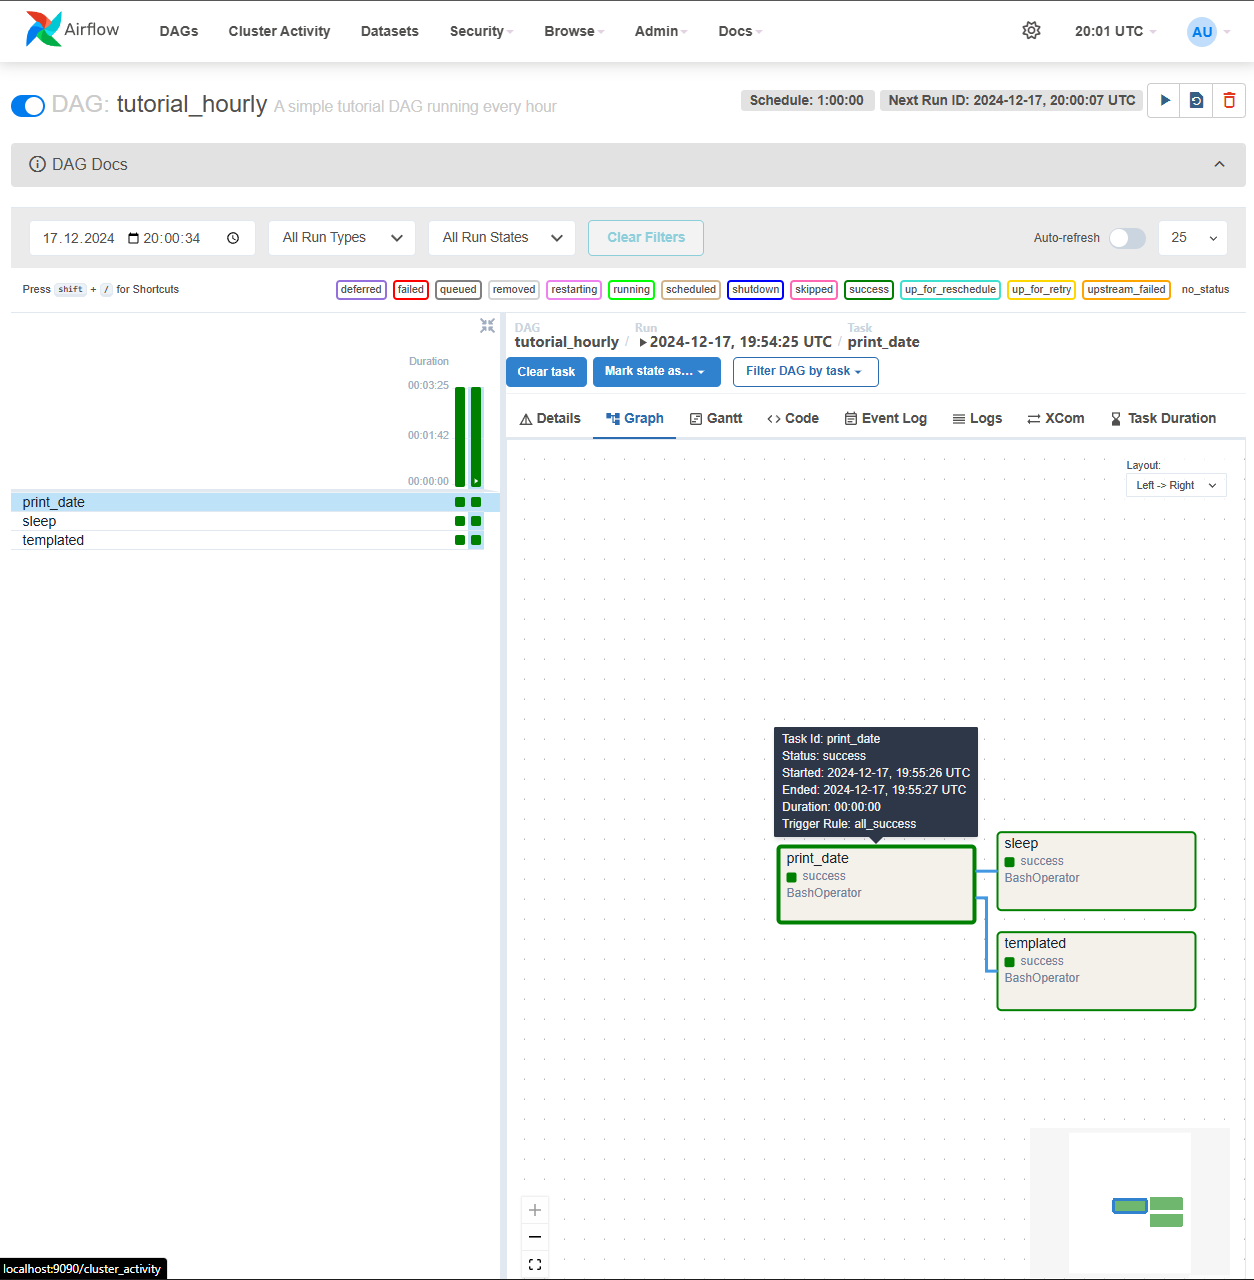 Airflow DAGs Cluster Activity Datasets Security Browse Admin Docs 20:01 UTC AU
DAG: tutorial_hourly A simple tutorial DAG running every hour Schedule: 1:00:00 Next Run ID: 2024-12-17, 20:00:07 UTC
DAG Docs
17.12.2024 20:00:34 All Run Types All Run States Clear Filters Auto-refresh 25
Press shift + / for Shortcuts deferred failed queued removed restarting running scheduled shutdown skipped success up_for_reschedule up_for_retry upstream_failed no_status
DAG Run Task
tutorial_hourly / 2024-12-17, 19:54:25 UTC / print_date
Clear task Mark state as... Filter DAG by task
Details Graph Gantt Code Event Log Logs XCom Task Duration
Duration
00:03:25
00:01:42
00:00:00
print_date
sleep
templated
Layout:
Left -> Right
Task Id: print_date
Status: success
Started: 2024-12-17, 19:55:26 UTC
Ended: 2024-12-17, 19:55:27 UTC
Duration: 00:00:00
Trigger Rule: all_success
print_date
success
BashOperator
sleep
success
BashOperator
templated
success
BashOperator
localhost:9090/cluster_activity